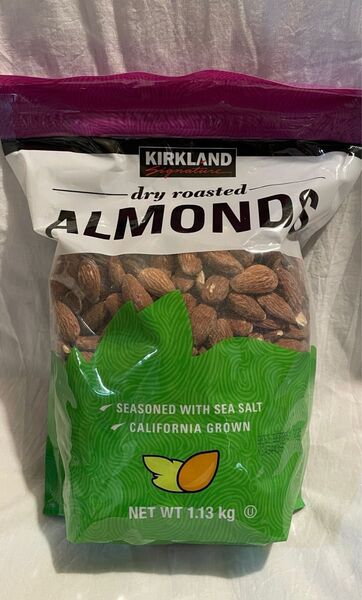 KIRKLAND
Signature
dry roasted
ALMONDS
SEASONED WITH SEA SALT
CALIFORNIA GROWN
NET WT 1.13 kg U